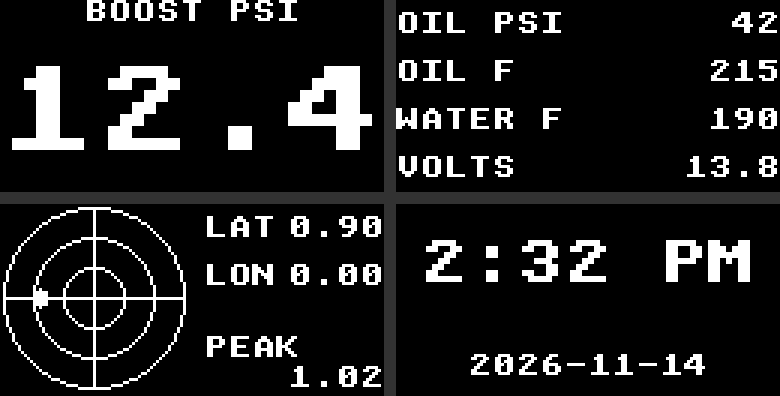 BOOST PSI
12.4
OIL PSI 42
OIL F 215
WATER F 190
VOLTS 13.8
LAT 0.90
LON 0.00
PEAK
1.02
2:32 PM
2026-11-14